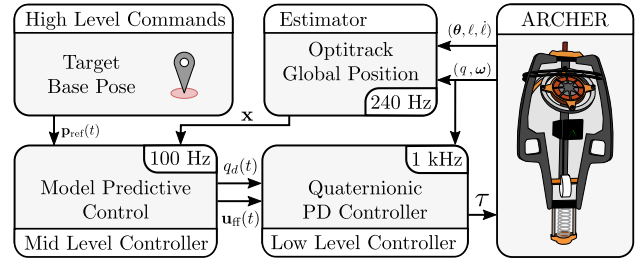 High Level Commands
Target
Base Pose
Estimator
Optitrack
Global Position
240 Hz
ARCHER
(θ, ℓ, ℓ̇)
(q, ω)
x
p_ref(t)
100 Hz
Model Predictive
Control
Mid Level Controller
q_d(t)
u_ff(t)
1 kHz
Quaternionic
PD Controller
Low Level Controller
τ